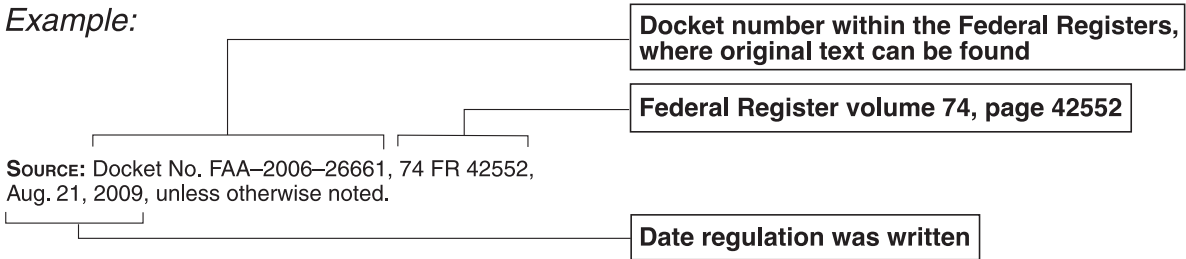 Example:
Docket number within the Federal Registers,
where original text can be found
Federal Register volume 74, page 42552
SOURCE: Docket No. FAA–2006–26661, 74 FR 42552,
Aug. 21, 2009, unless otherwise noted.
Date regulation was written